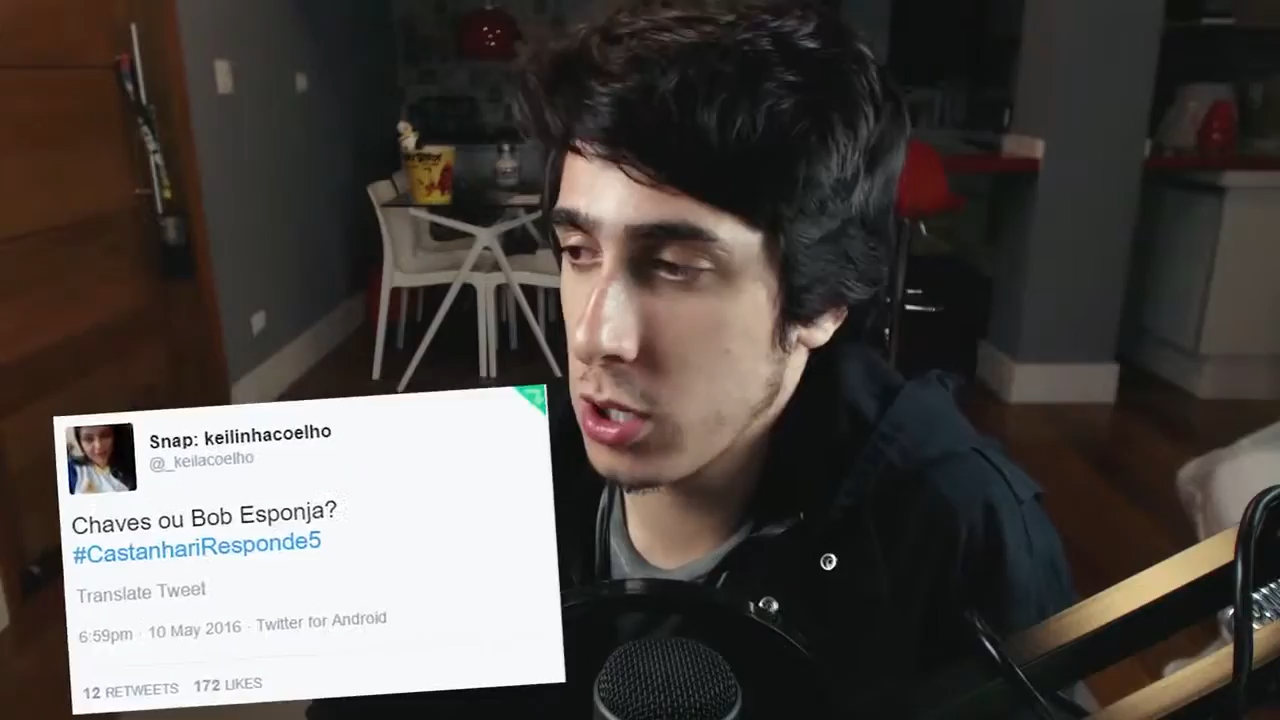 Snap: keilinhacoelho
@_keilacoelho
Chaves ou Bob Esponja?
#CastanhariResponde5
Translate Tweet
6:59pm · 10 May 2016 · Twitter for Android
12 RETWEETS 172 LIKES